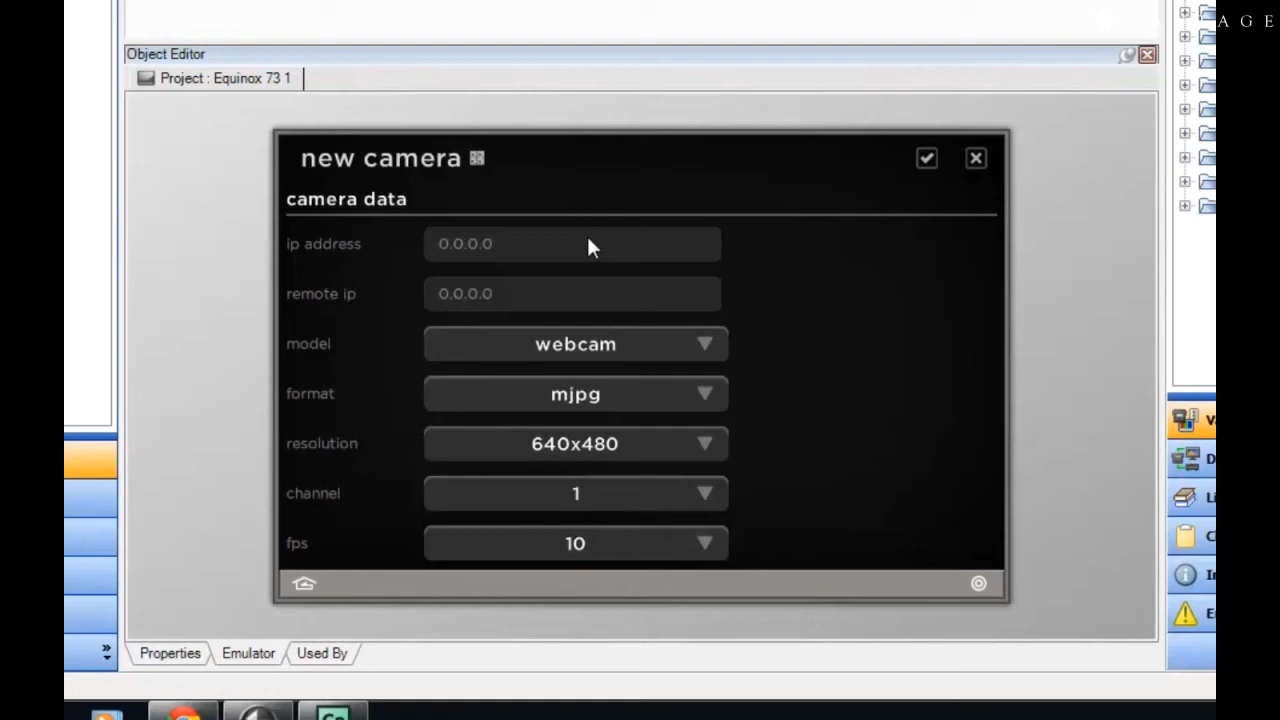 A G E
Object Editor
Project : Equinox 73 1
new camera
camera data
ip address 0.0.0.0
remote ip 0.0.0.0
model webcam
format mjpg
resolution 640x480
channel 1
fps 10
Properties Emulator Used By